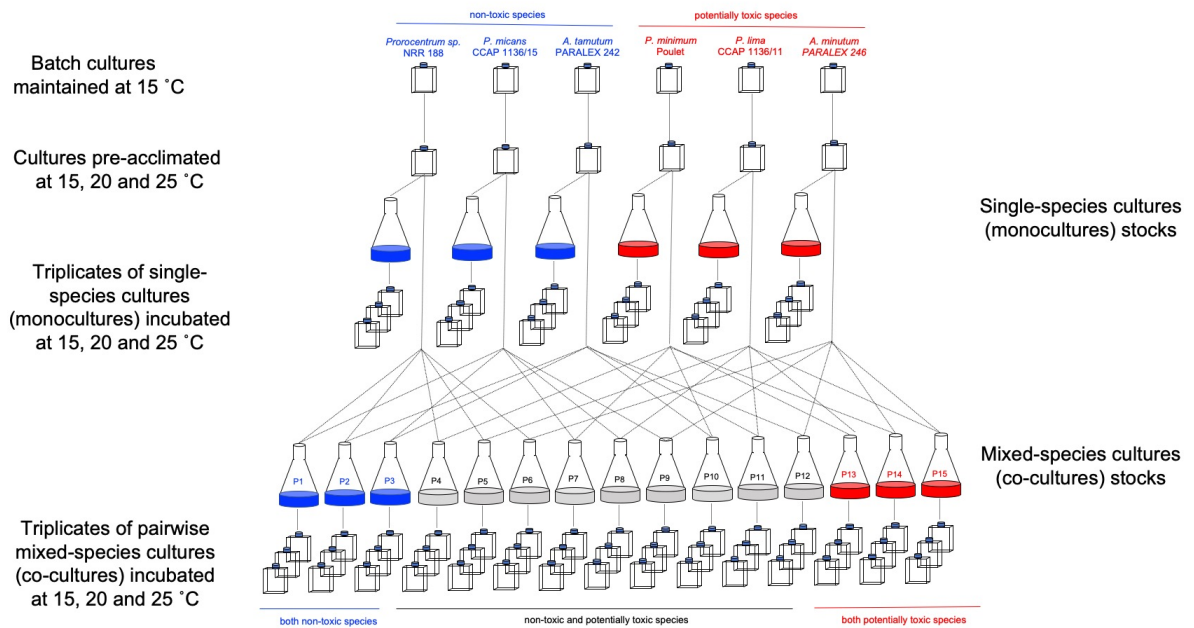 non-toxic species
potentially toxic species
Prorocentrum sp.
NRR 188
P. micans
CCAP 1136/15
A. tamutum
PARALEX 242
P. minimum
Poulet
P. lima
CCAP 1136/11
A. minutum
PARALEX 246
Batch cultures
maintained at 15 ˚C
Cultures pre-acclimated
at 15, 20 and 25 ˚C
Single-species cultures
(monocultures) stocks
Triplicates of single-
species cultures
(monocultures) incubated
at 15, 20 and 25 ˚C
Mixed-species cultures
(co-cultures) stocks
P1
P2
P3
P4
P5
P6
P7
P8
P9
P10
P11
P12
P13
P14
P15
Triplicates of pairwise
mixed-species cultures
(co-cultures) incubated
at 15, 20 and 25 ˚C
both non-toxic species
non-toxic and potentially toxic species
both potentially toxic species